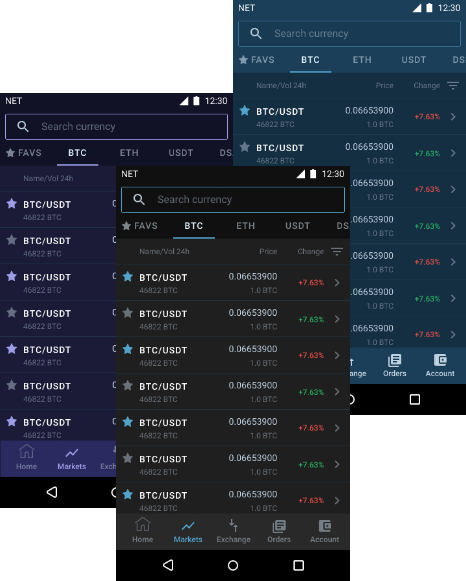 NET 12:30
Search currency
FAVS BTC ETH USDT DS
Name/Vol 24h Price Change
BTC/USDT 0.06653900 +7.63%
46822 BTC 1.0 BTC
BTC/USDT 0.06653900 +7.63%
46822 BTC 1.0 BTC
.06653900 +7.63%
1.0 BTC
.06653900 +7.63%
1.0 BTC
.06653900 +7.63%
1.0 BTC
.06653900 +7.63%
1.0 BTC
.06653900 +7.63%
1.0 BTC
ange Orders Account
NET 12:30
Search currency
FAVS BTC ETH USDT DS
Name/Vol 24h
BTC/USDT
46822 BTC
BTC/USDT
46822 BTC
BTC/USDT
46822 BTC
BTC/USDT
46822 BTC
BTC/USDT
46822 BTC
BTC/USDT
46822 BTC
BTC/USDT
46822 BTC
Home Markets Exch
NET 12:30
Search currency
FAVS BTC ETH USDT DS
Name/Vol 24h Price Change
BTC/USDT 0.06653900 +7.63%
46822 BTC 1.0 BTC
BTC/USDT 0.06653900 +7.63%
46822 BTC 1.0 BTC
BTC/USDT 0.06653900 +7.63%
46822 BTC 1.0 BTC
BTC/USDT 0.06653900 +7.63%
46822 BTC 1.0 BTC
BTC/USDT 0.06653900 +7.63%
46822 BTC 1.0 BTC
BTC/USDT 0.06653900 +7.63%
46822 BTC 1.0 BTC
BTC/USDT 0.06653900 +7.63%
46822 BTC 1.0 BTC
Home Markets Exchange Orders Account